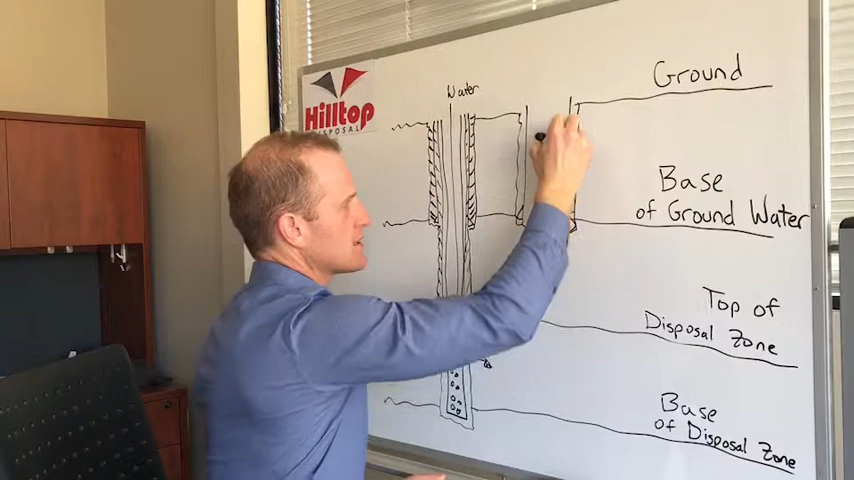 Hilltop
DISPOSAL
Water
Ground
Base
of Ground Water
Top of
Disposal Zone
Base
of Disposal Zone